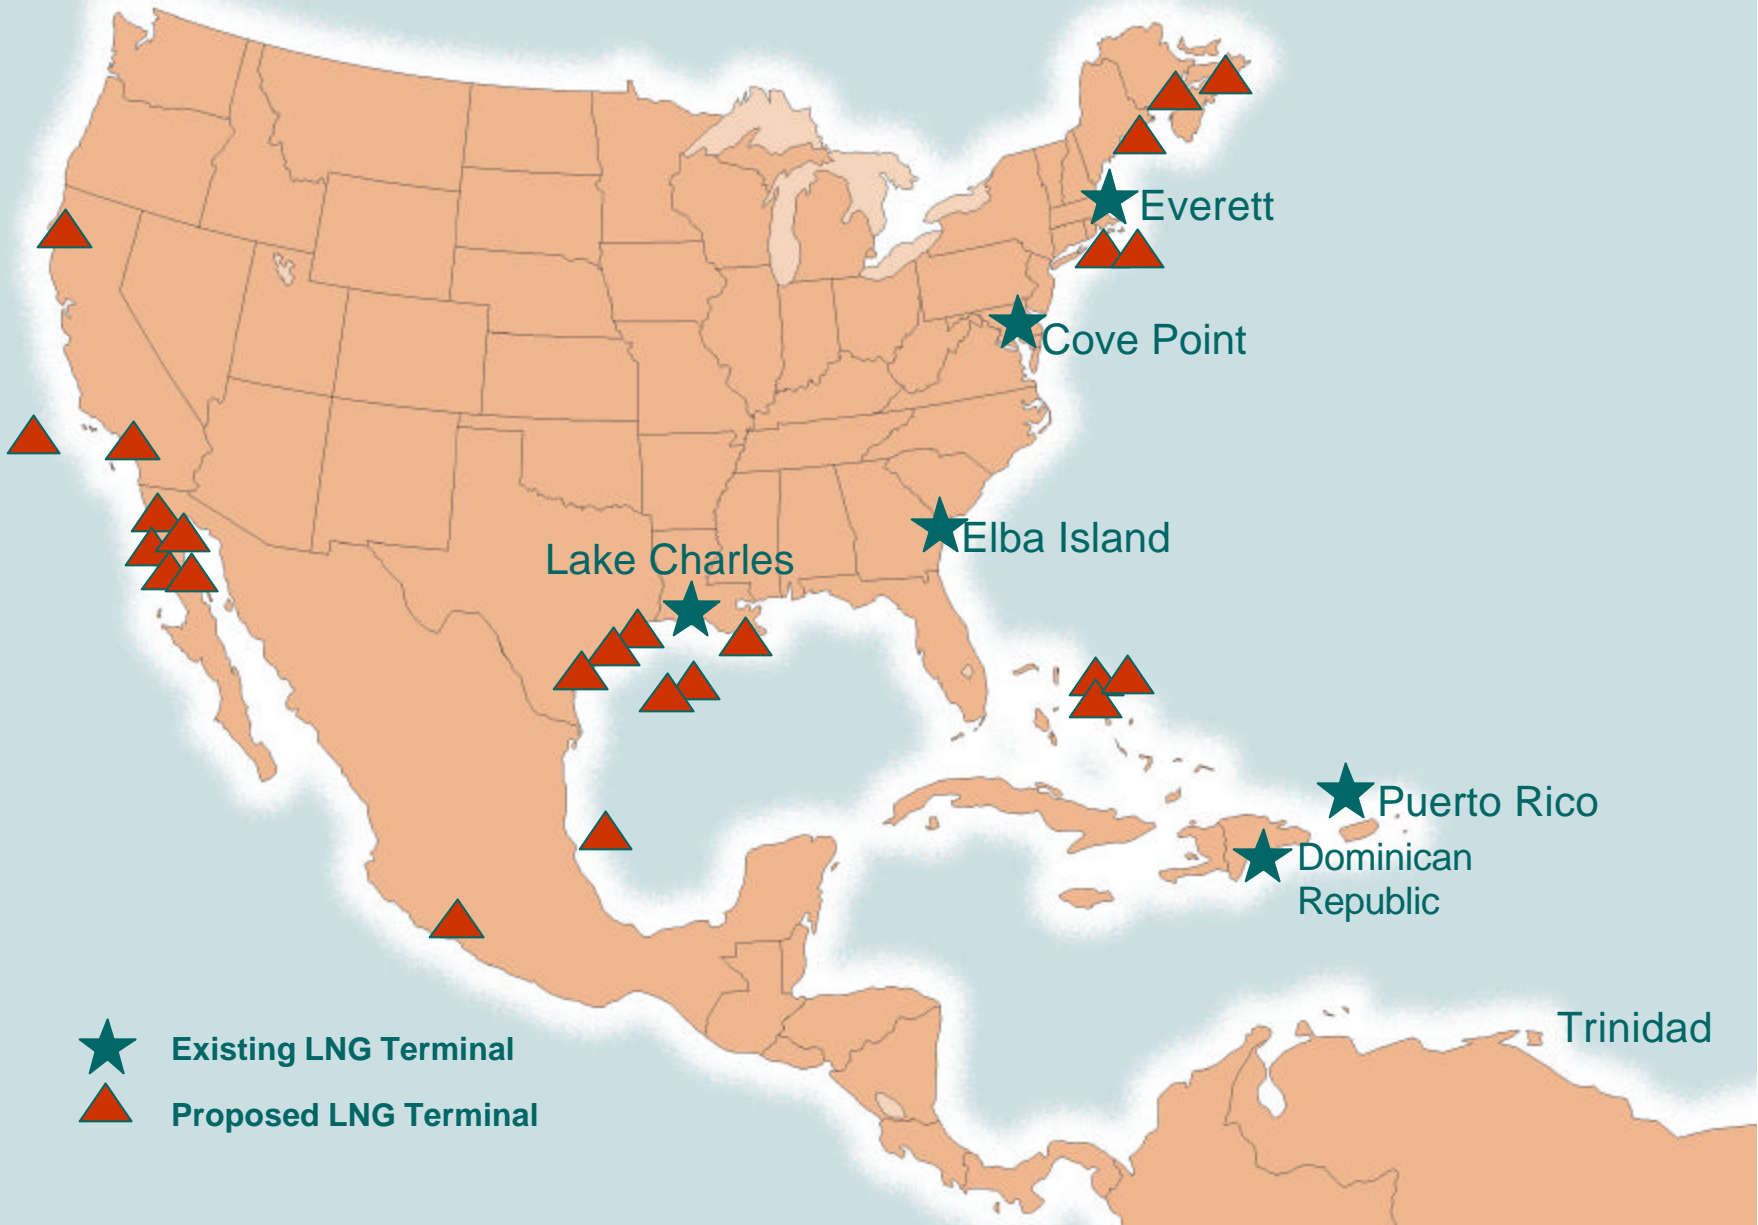 Everett
Cove Point
Elba Island
Lake Charles
Puerto Rico
Dominican
Republic
Trinidad
Existing LNG Terminal
Proposed LNG Terminal